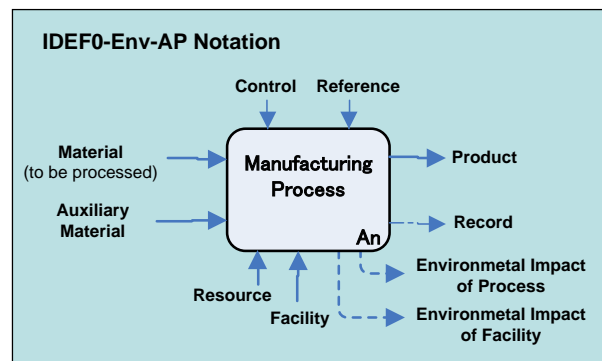 IDEF0-Env-AP Notation
Control
Reference
Material
(to be processed)
Manufacturing
Process
Product
Auxiliary
Material
An
Record
Resource
Facility
Environmetal Impact
of Process
Environmetal Impact
of Facility